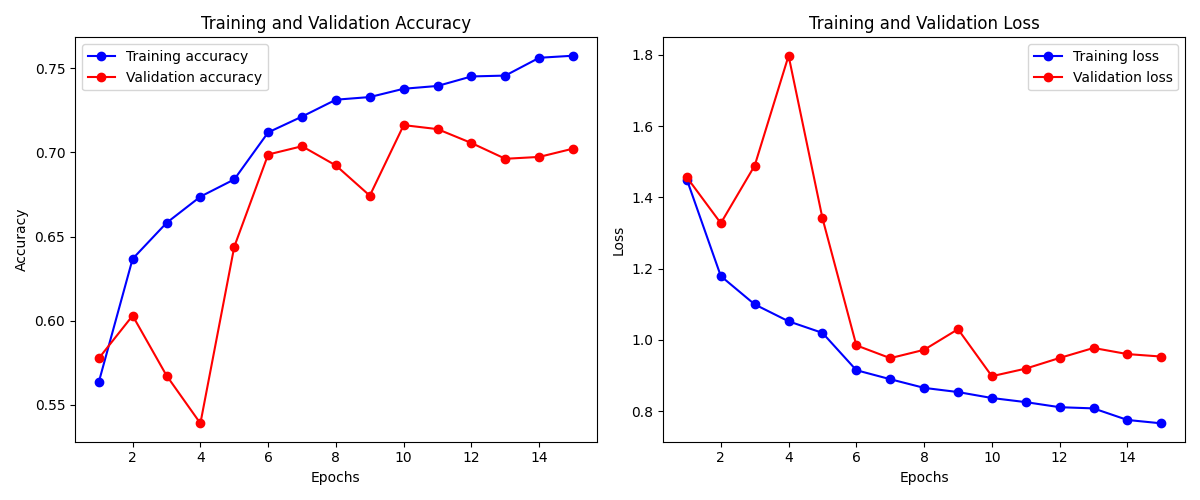 Training and Validation Accuracy
Training accuracy
Validation accuracy
0.75
0.70
0.65
0.60
0.55
Accuracy
2 4 6 8 10 12 14
Epochs
Training and Validation Loss
Training loss
Validation loss
1.8
1.6
1.4
1.2
1.0
0.8
Loss
2 4 6 8 10 12 14
Epochs